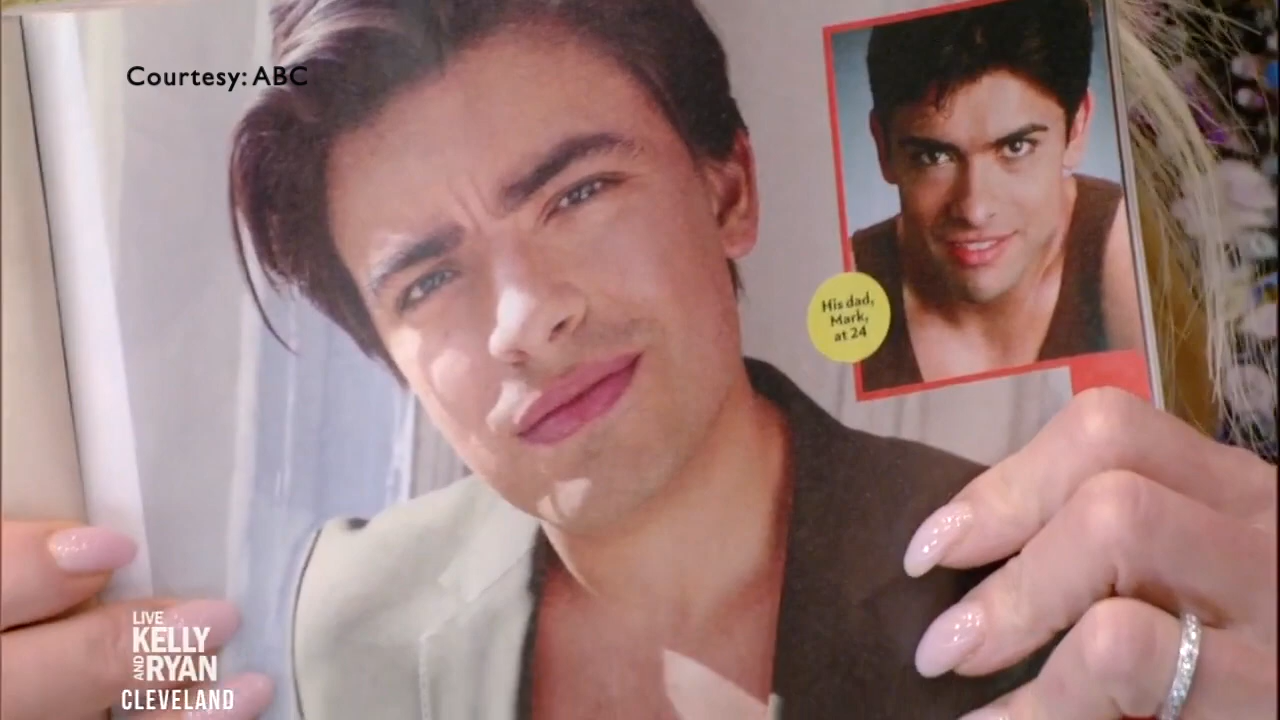 Courtesy: ABC
His dad,
Mark,
at 24
LIVE
KELLY
AND RYAN
CLEVELAND